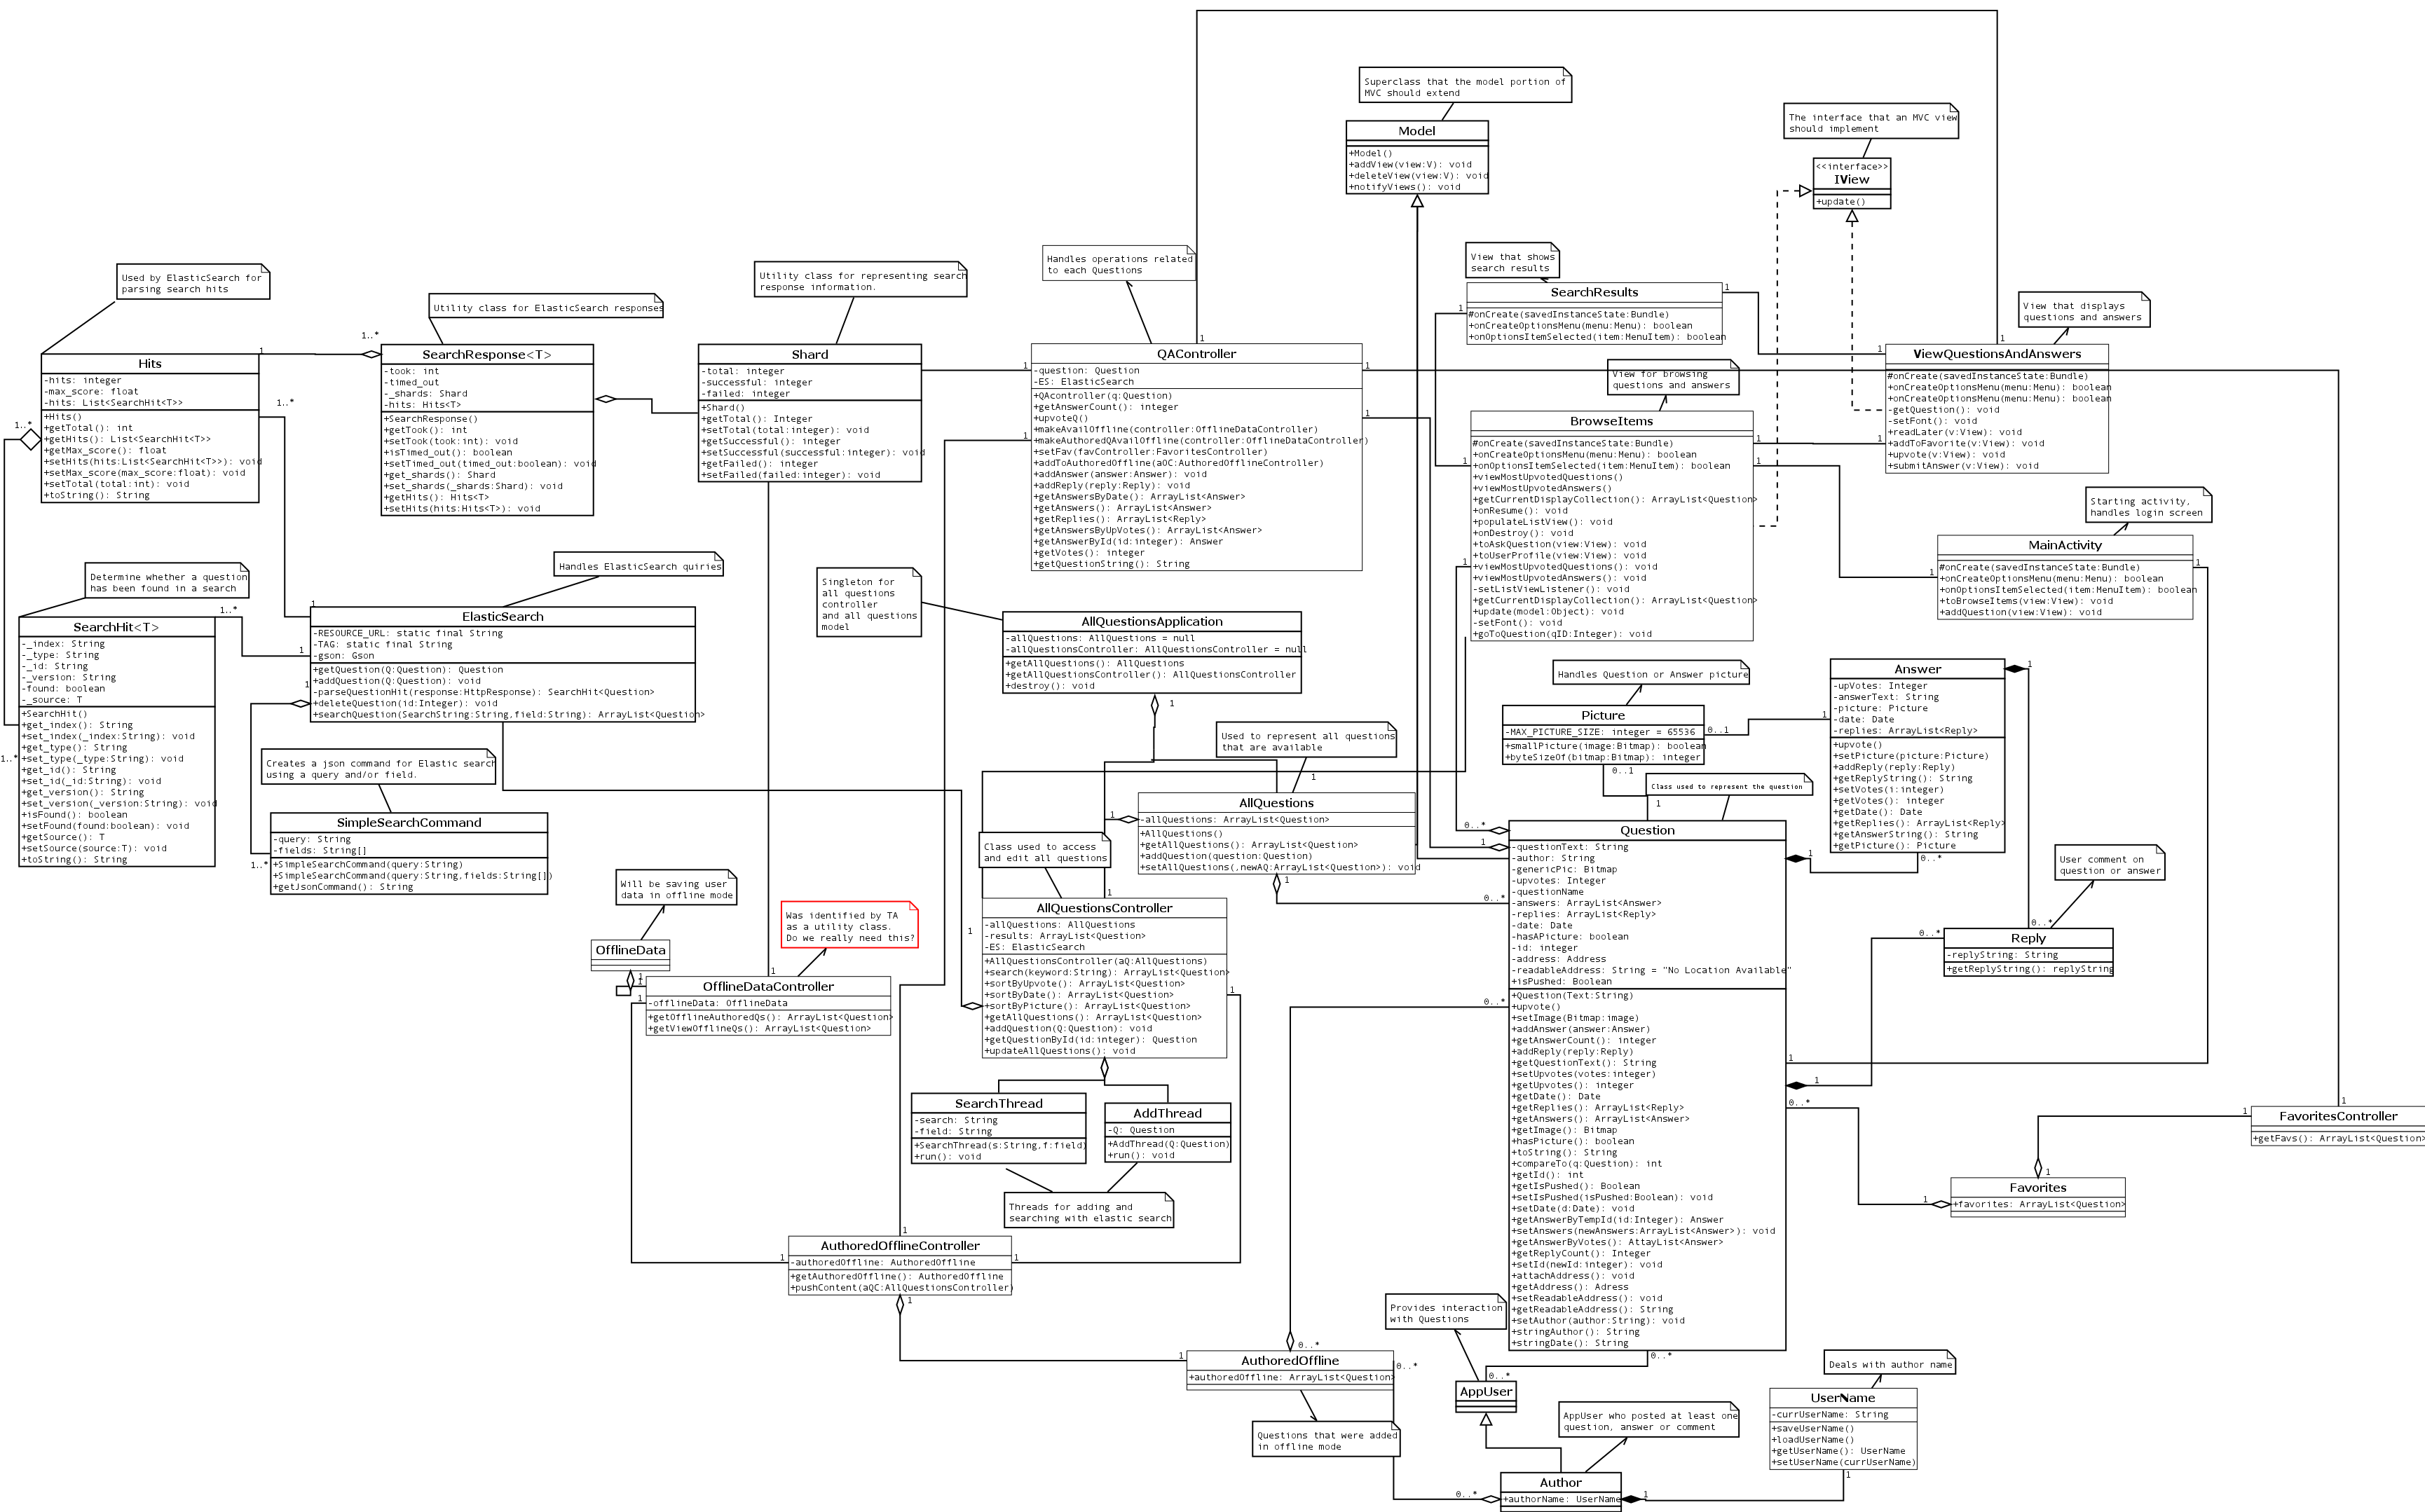 Superclass that the model portion of
MVC should extend
Model
+Model()
+addView(view:V): void
+deleteView(view:V): void
+notifyViews(): void
The interface that an MVC view
should implement
<<interface>>
IView
+update()
Used by ElasticSearch for
parsing search hits
Hits
-hits: integer
-max_score: float
-hits: List<SearchHit<T>>
+Hits()
+getTotal(): int
+getHits(): List<SearchHit<T>>
+getMax_score(): float
+setHits(hits:List<SearchHit<T>>): void
+setMax_score(max_score:float): void
+setTotal(total:int): void
+toString(): String
1
1..*
1..*
1..*
1..*
Utility class for ElasticSearch responses
SearchResponse<T>
-took: int
-timed_out
-_shards: Shard
-hits: Hits<T>
+SearchResponse()
+getTook(): int
+setTook(took:int): void
+isTimed_out(): boolean
+setTimed_out(timed_out:boolean): void
+get_shards(): Shard
+set_shards(_shards:Shard): void
+getHits(): Hits<T>
+setHits(hits:Hits<T>): void
Utility class for representing search
response information.
Shard
-total: integer
-successful: integer
-failed: integer
+Shard()
+getTotal(): Integer
+setTotal(total:integer): void
+getSuccessful(): integer
+setSuccessful(successful:integer): void
+getFailed(): integer
+setFailed(failed:integer): void
Handles operations related
to each Questions
1
QAController
-question: Question
-ES: ElasticSearch
+QAcontroller(q:Question)
+getAnswerCount(): integer
+upvoteQ()
+makeAvailOffline(controller:OfflineDataController)
+makeAuthoredQAvailOffline(controller:OfflineDataController)
+setFav(favController:FavoritesController)
+addToAuthoredOffline(aOC:AuthoredOfflineController)
+addAnswer(answer:Answer): void
+addReply(reply:Reply): void
+getAnswersByDate(): ArrayList<Answer>
+getAnswers(): ArrayList<Answer>
+getReplies(): ArrayList<Reply>
+getAnswersByUpVotes(): ArrayList<Answer>
+getAnswerById(id:integer): Answer
+getVotes(): integer
+getQuestionString(): String
1
1
1
1
View that shows
search results
SearchResults
#onCreate(savedInstanceState:Bundle)
+onCreateOptionsMenu(menu:Menu): boolean
+onOptionsItemSelected(item:MenuItem): boolean
1
1
View for browsing
questions and answers
BrowseItems
#onCreate(savedInstanceState:Bundle)
+onCreateOptionsMenu(menu:Menu): boolean
+onOptionsItemSelected(item:MenuItem): boolean
+viewMostUpvotedQuestions()
+viewMostUpvotedAnswers()
+getCurrentDisplayCollection(): ArrayList<Question>
+onResume(): void
+populateListView(): void
+onDestroy(): void
+toAskQuestion(view:View): void
+toUserProfile(view:View): void
+viewMostUpvotedQuestions(): void
+viewMostUpvotedAnswers(): void
-setListViewListener(): void
+getCurrentDisplayCollection(): ArrayList<Question>
+update(model:Object): void
-setFont(): void
+goToQuestion(qID:Integer): void
1
1
1
1
View that displays
questions and answers
1
ViewQuestionsAndAnswers
#onCreate(savedInstanceState:Bundle)
+onCreateOptionsMenu(menu:Menu): boolean
+onCreateOptionsMenu(menu:Menu): boolean
-getQuestion(): void
-setFont(): void
+readLater(v:View): void
+addToFavorite(v:View): void
+upvote(v:View): void
+submitAnswer(v:View): void
1
1
Starting activity,
handles login screen
MainActivity
#onCreate(savedInstanceState:Bundle)
+onCreateOptionsMenu(menu:Menu): boolean
+onOptionsItemSelected(item:MenuItem): boolean
+toBrowseItems(view:View): void
+addQuestion(view:View): void
1
1
Determine whether a question
has been found in a search
1..*
SearchHit<T>
-_index: String
-_type: String
-_id: String
-_version: String
-found: boolean
-_source: T
+SearchHit()
+get_index(): String
+set_index(_index:String): void
+get_type(): String
+set_type(_type:String): void
+get_id(): String
+set_id(_id:String): void
+get_version(): String
+set_version(_version:String): void
+isFound(): boolean
+setFound(found:boolean): void
+getSource(): T
+setSource(source:T): void
+toString(): String
Handles ElasticSearch quiries
1
ElasticSearch
-RESOURCE_URL: static final String
-TAG: static final String
-gson: Gson
+getQuestion(Q:Question): Question
+addQuestion(Q:Question): void
-parseQuestionHit(response:HttpResponse): SearchHit<Question>
+deleteQuestion(id:Integer): void
+searchQuestion(SearchString:String,field:String): ArrayList<Question>
1
1
Creates a json command for Elastic search
using a query and/or field.
SimpleSearchCommand
-query: String
-fields: String[]
+SimpleSearchCommand(query:String)
+SimpleSearchCommand(query:String,fields:String[])
+getJsonCommand(): String
1..*
Singleton for
all questions
controller
and all questions
model
AllQuestionsApplication
-allQuestions: AllQuestions = null
-allQuestionsController: AllQuestionsController = null
+getAllQuestions(): AllQuestions
+getAllQuestionsController(): AllQuestionsController
+destroy(): void
1
Used to represent all questions
that are available
1
AllQuestions
-allQuestions: ArrayList<Question>
+AllQuestions()
+getAllQuestions(): ArrayList<Question>
+addQuestion(question:Question)
+setAllQuestions(,newAQ:ArrayList<Question>): void
1
1
Handles Question or Answer picture
Picture
-MAX_PICTURE_SIZE: integer = 65536
+smallPicture(image:Bitmap): boolean
+byteSizeOf(bitmap:Bitmap): integer
0..1
0..1
Answer
-upVotes: Integer
-answerText: String
-picture: Picture
-date: Date
-replies: ArrayList<Reply>
+upvote()
+setPicture(picture:Picture)
+addReply(reply:Reply)
+getReplyString(): String
+setVotes(i:integer)
+getVotes(): integer
+getDate(): Date
+getReplies(): ArrayList<Reply>
+getAnswerString(): String
+getPicture(): Picture
1
1
0..*
Class used to represent the question
1
Question
-questionText: String
-author: String
-genericPic: Bitmap
-upvotes: Integer
-questionName
-answers: ArrayList<Answer>
-replies: ArrayList<Reply>
-date: Date
-hasAPicture: boolean
-id: integer
-address: Address
-readableAddress: String = "No Location Available"
+isPushed: Boolean
+Question(Text:String)
+upvote()
+setImage(Bitmap:image)
+addAnswer(answer:Answer)
+getAnswerCount(): integer
+addReply(reply:Reply)
+getQuestionText(): String
+setUpvotes(votes:integer)
+getUpvotes(): integer
+getDate(): Date
+getReplies(): ArrayList<Reply>
+getAnswers(): ArrayList<Answer>
+getImage(): Bitmap
+hasPicture(): boolean
+toString(): String
+compareTo(q:Question): int
+getId(): int
+getIsPushed(): Boolean
+setIsPushed(isPushed:Boolean): void
+setDate(d:Date): void
+getAnswerByTempId(id:Integer): Answer
+setAnswers(newAnswers:ArrayList<Answer>): void
+getAnswerByVotes(): AttayList<Answer>
+getReplyCount(): Integer
+setId(newId:integer): void
+attachAddress(): void
+getAddress(): Adress
+setReadableAddress(): void
+getReadableAddress(): String
+setAuthor(author:String): void
+stringAuthor(): String
+stringDate(): String
0..*
1
0..*
0..*
1
1
1
0..*
0..*
User comment on
question or answer
0..*
0..*
Reply
-replyString: String
+getReplyString(): replyString
Class used to access
and edit all questions
1
AllQuestionsController
-allQuestions: AllQuestions
-results: ArrayList<Question>
-ES: ElasticSearch
+AllQuestionsController(aQ:AllQuestions)
+search(keyword:String): ArrayList<Question>
+sortByUpvote(): ArrayList<Question>
+sortByDate(): ArrayList<Question>
+sortByPicture(): ArrayList<Question>
+getAllQuestions(): ArrayList<Question>
+addQuestion(Q:Question): void
+getQuestionById(id:integer): Question
+updateAllQuestions(): void
1
1
Will be saving user
data in offline mode
OfflineData
Was identified by TA
as a utility class.
Do we really need this?
1
OfflineDataController
-offlineData: OfflineData
+getOfflineAuthoredQs(): ArrayList<Question>
+getViewOfflineQs(): ArrayList<Question>
1
1
1
SearchThread
-search: String
-field: String
+SearchThread(s:String,f:field)
+run(): void
AddThread
-Q: Question
+AddThread(Q:Question)
+run(): void
Threads for adding and
searching with elastic search
1
FavoritesController
+getFavs(): ArrayList<Question>
1
1
Favorites
+favorites: ArrayList<Question>
1
1
AuthoredOfflineController
-authoredOffline: AuthoredOffline
+getAuthoredOffline(): AuthoredOffline
+pushContent(aQC:AllQuestionsController)
1
1
1
1
0..*
AuthoredOffline
+authoredOffline: ArrayList<Question>
0..*
Questions that were added
in offline mode
Provides interaction
with Questions
0..*
AppUser
AppUser who posted at least one
question, answer or comment
Author
+authorName: UserName
0..*
1
Deals with author name
UserName
-currUserName: String
+saveUserName()
+loadUserName()
+getUserName(): UserName
+setUserName(currUserName)
1